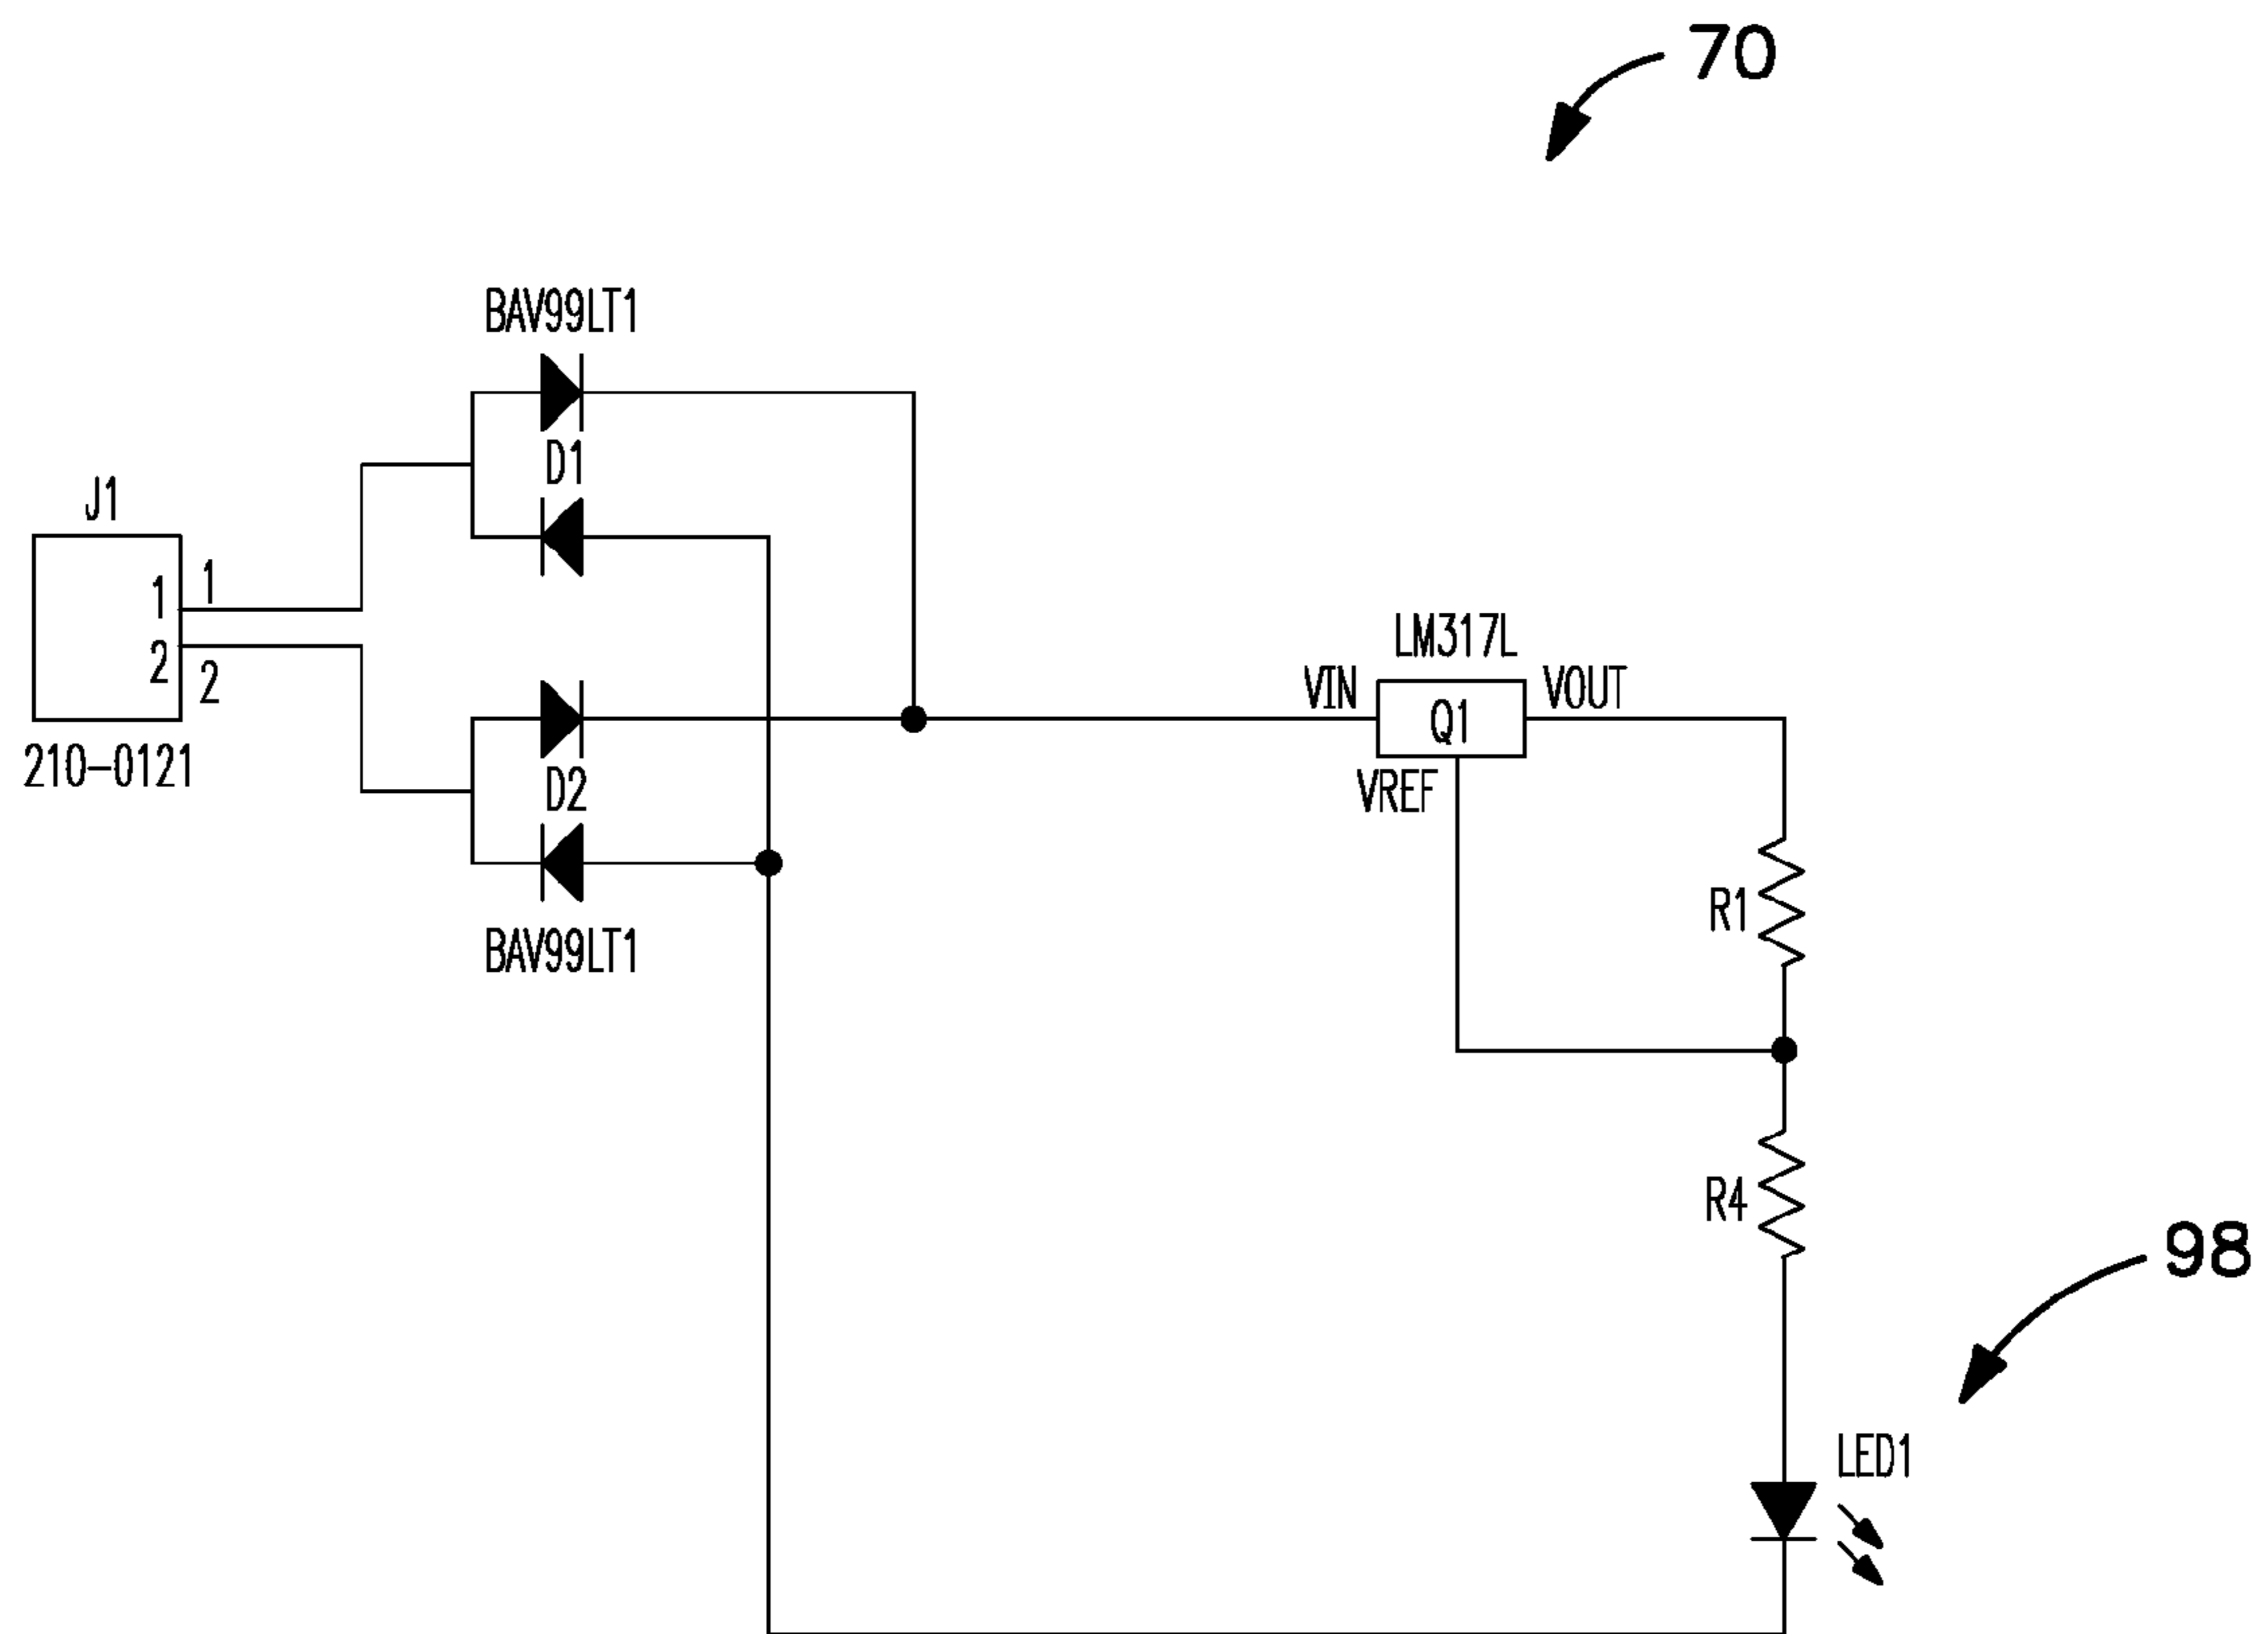 70
BAV99LT1
D1
J1
1
1
2
2
210-0121
D2
BAV99LT1
LM317L
VIN
Q1
VOUT
VREF
R1
R4
98
LED1